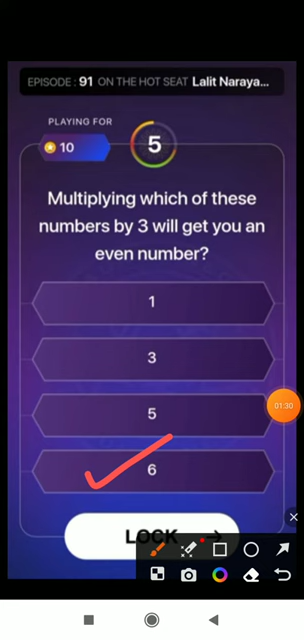 EPISODE : 91 ON THE HOT SEAT Lalit Naraya...
PLAYING FOR
10
5
Multiplying which of these
numbers by 3 will get you an
even number?
1
3
5
01:30
6
LOCK